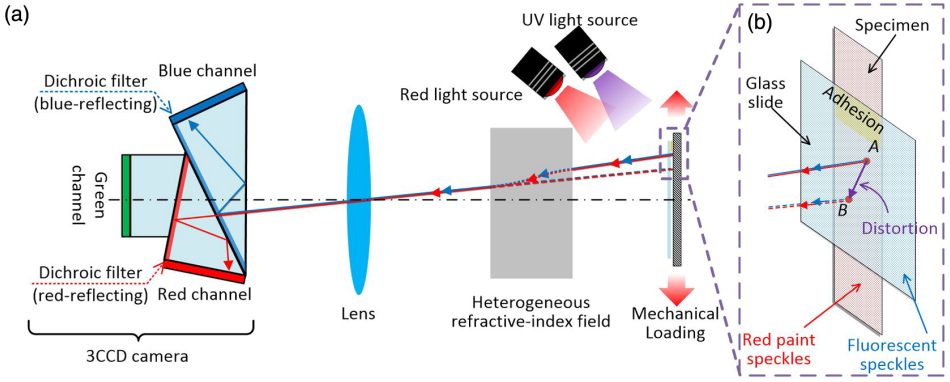 (a)
UV light source
(b)
Specimen
Blue channel
Dichroic filter
(blue-reflecting)
Red light source
Glass
slide
Adhesion
A
Green
channel
B
Distortion
Dichroic filter
(red-reflecting)
Red channel
Lens
Heterogeneous
refractive-index field
Mechanical
Loading
3CCD camera
Red paint
speckles
Fluorescent
speckles